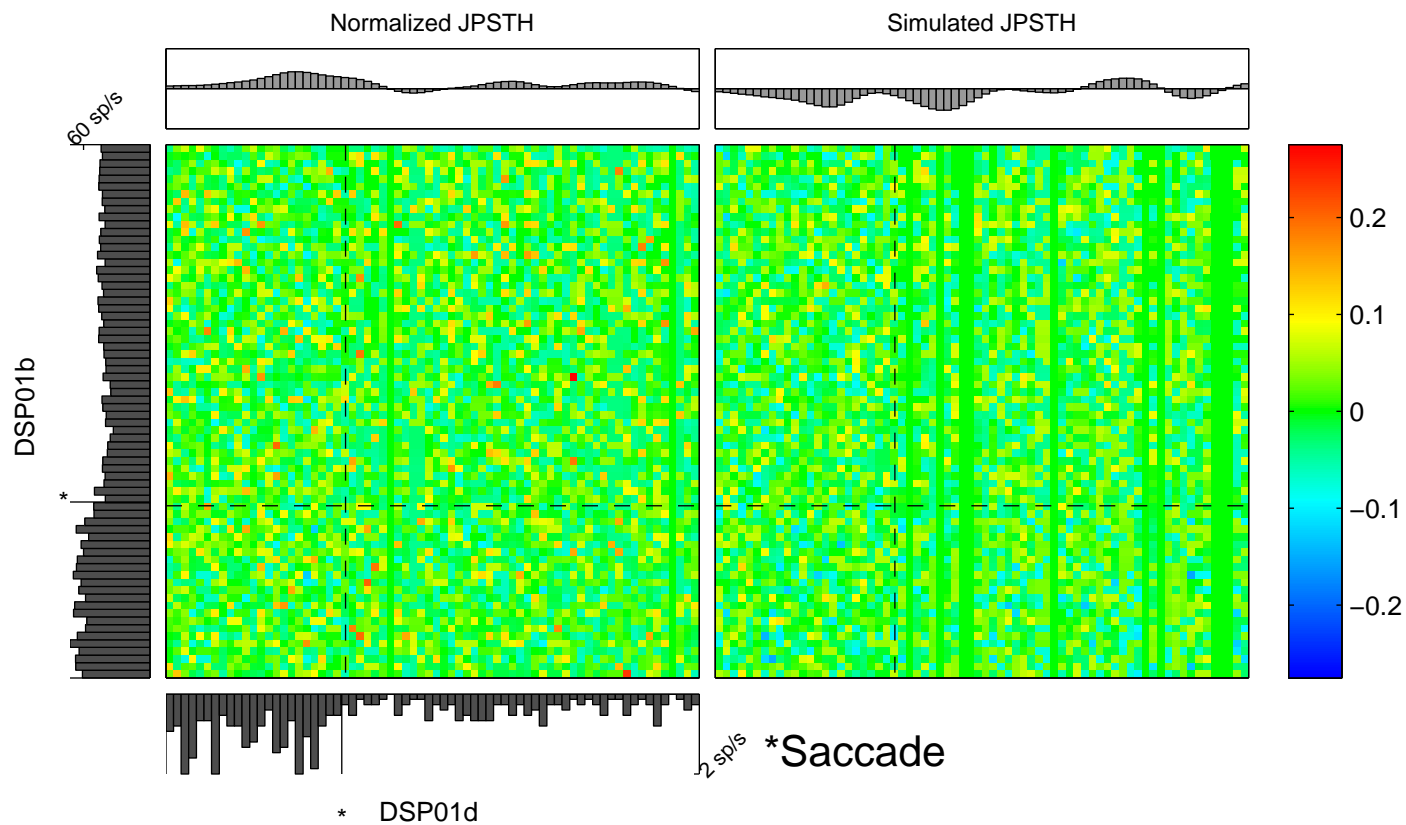 Normalized JPSTH
Simulated JPSTH
60 sp/s
DSP01b
*
0.2
0.1
0
−0.1
−0.2
2 sp/s
*Saccade
*
DSP01d